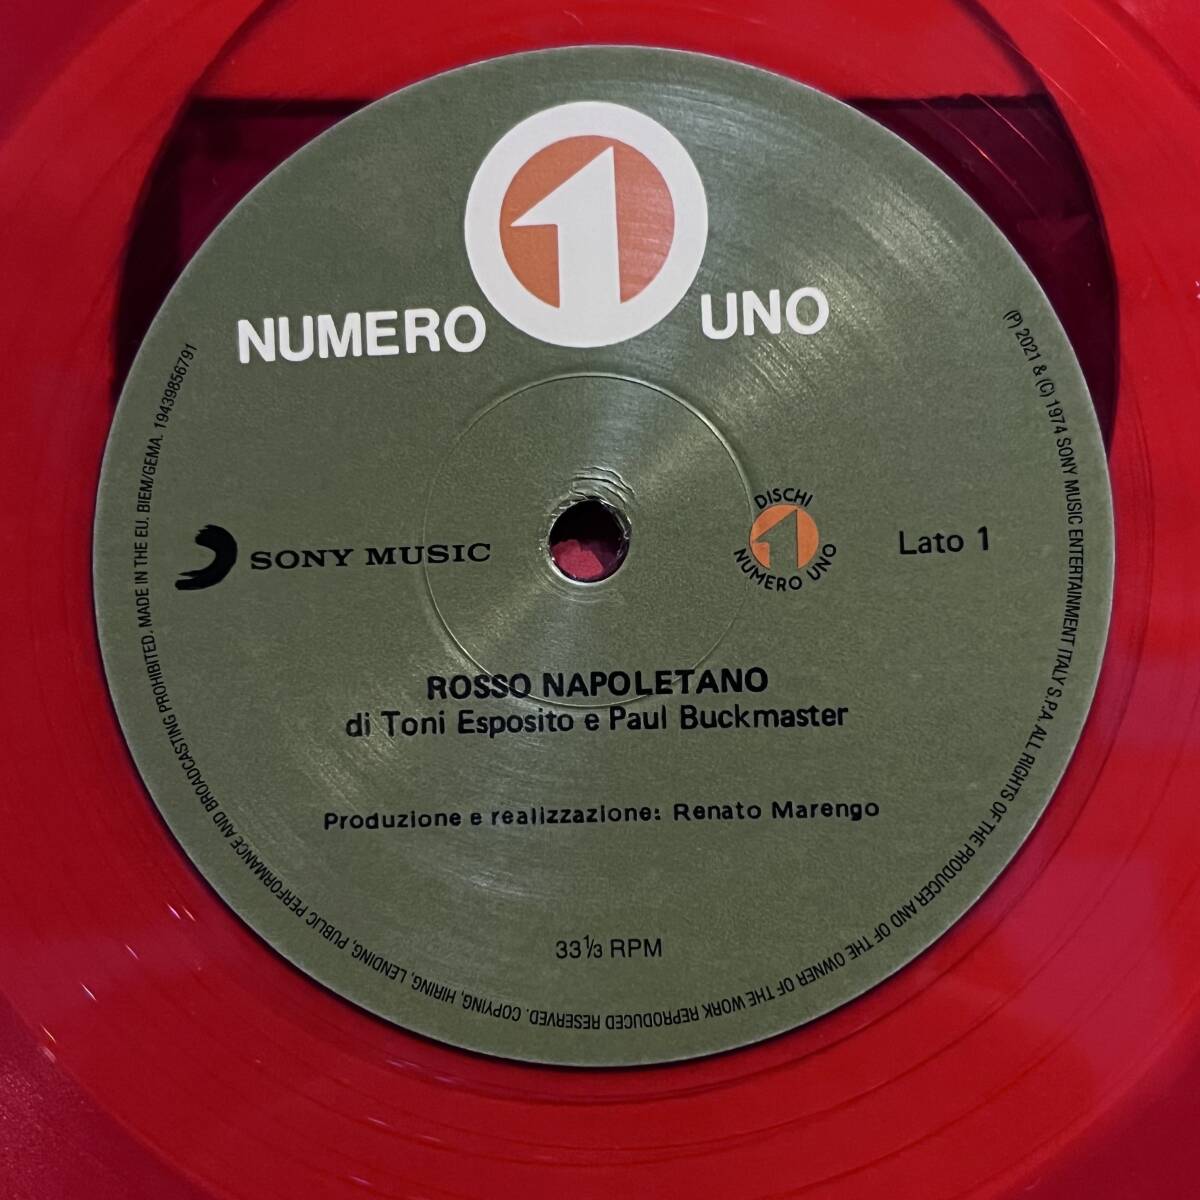 1
NUMERO UNO
SONY MUSIC
DISCHI
1
NUMERO UNO
Lato 1
ROSSO NAPOLETANO
di Toni Esposito e Paul Buckmaster
Produzione e realizzazione: Renato Marengo
33⅓ RPM
(P) 2021 & (C) 1974 SONY MUSIC ENTERTAINMENT ITALY S.P.A. ALL RIGHTS OF THE PRODUCER AND OF THE OWNER OF THE WORK REPRODUCED RESERVED. COPYING, HIRING, LENDING, PUBLIC PERFORMANCE AND BROADCASTING PROHIBITED. MADE IN THE EU. BIEM/GEMA. 19439856791